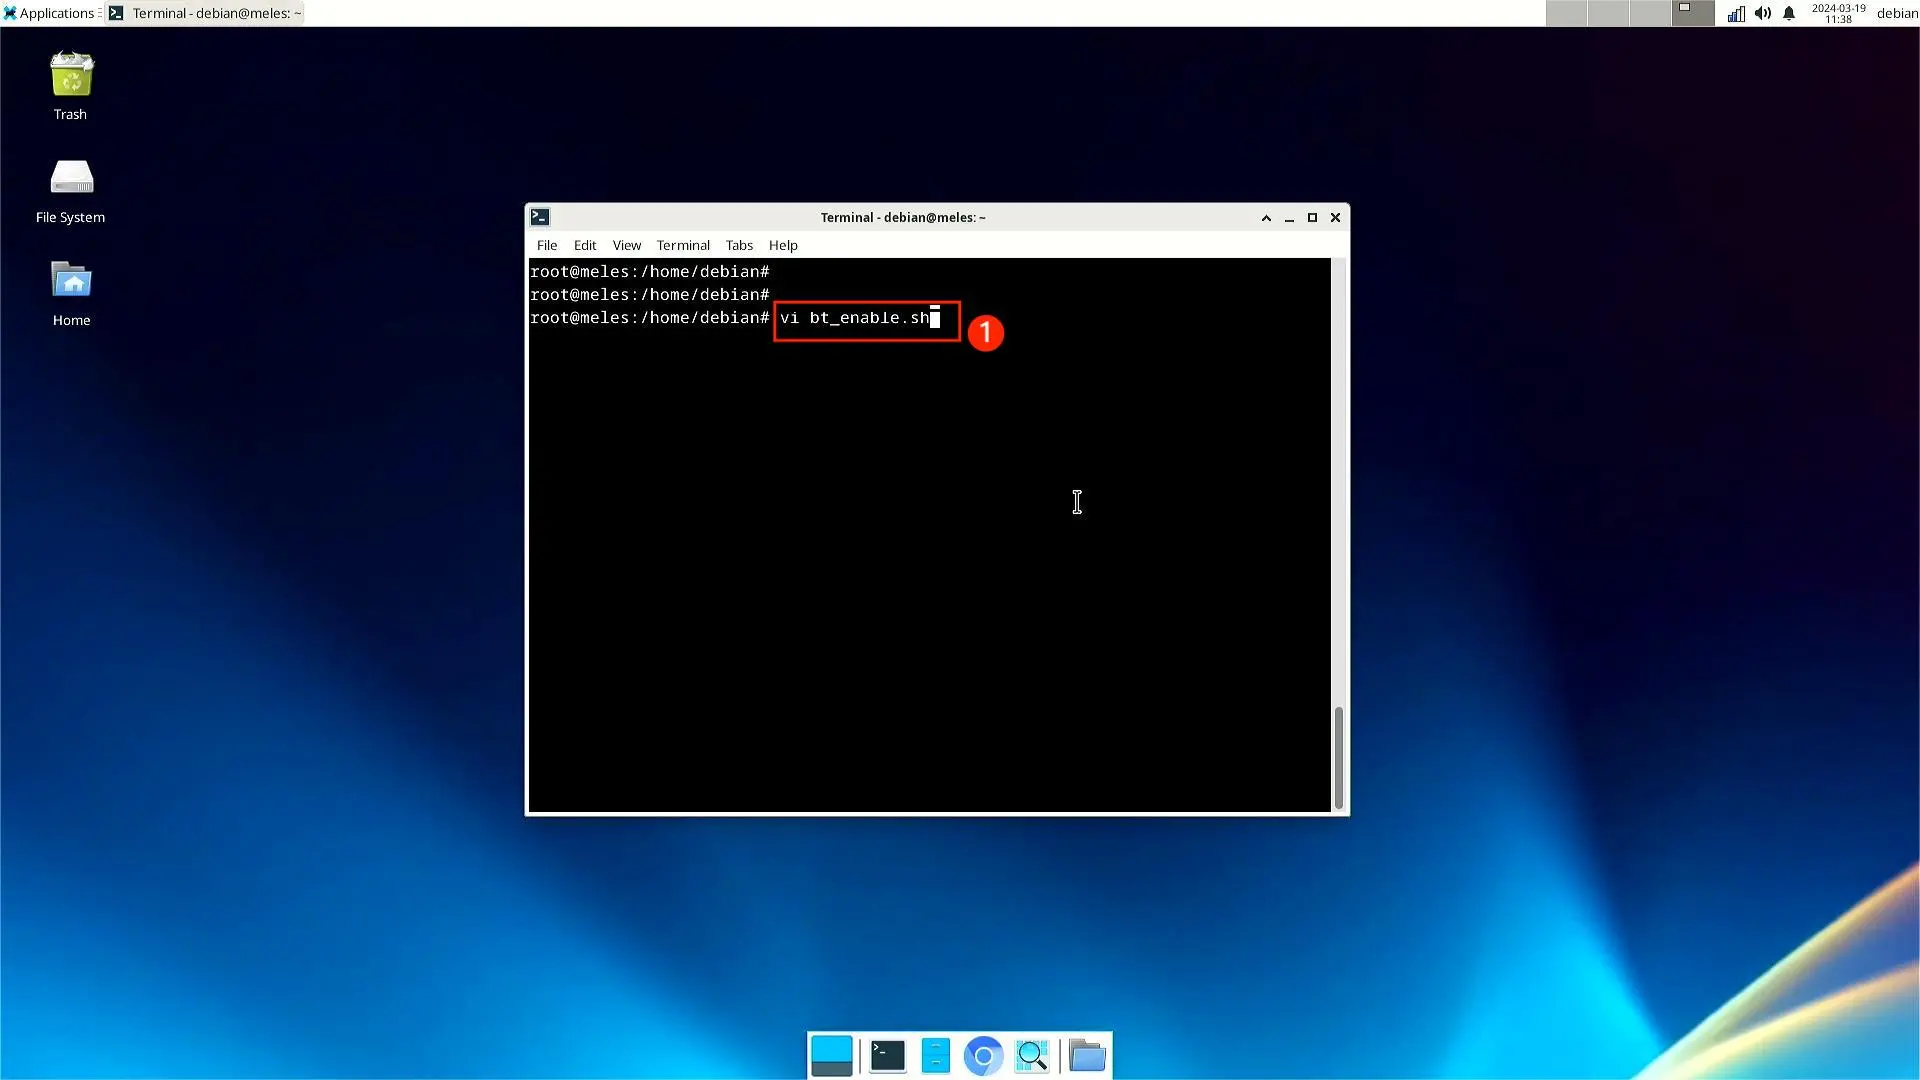 Applications
Terminal - debian@meles: ~
2024-03-19
11:38
debian
Trash
File System
Home
Terminal - debian@meles: ~
File Edit View Terminal Tabs Help
root@meles:/home/debian#
root@meles:/home/debian#
root@meles:/home/debian# vi bt_enable.sh
1